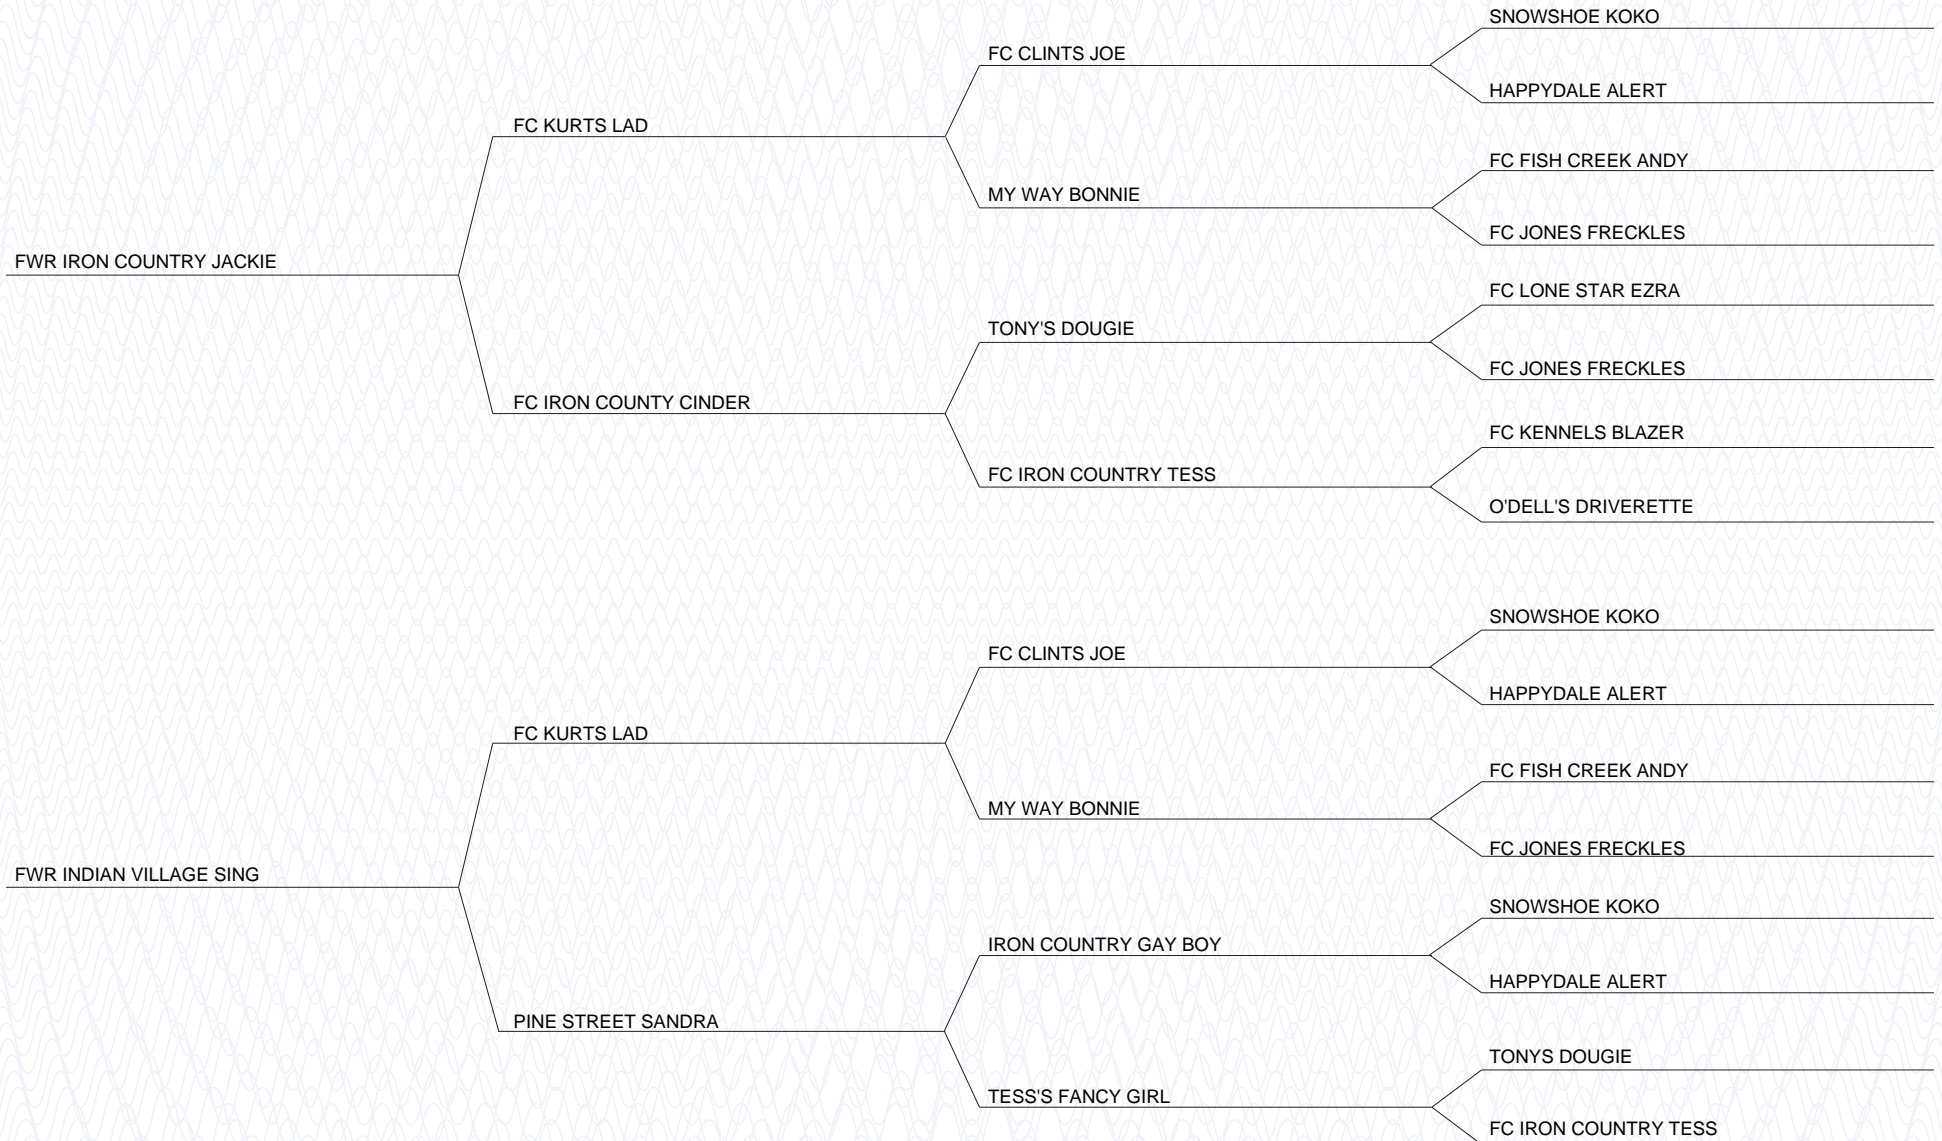 SNOWSHOE KOKO
FC CLINTS JOE
HAPPYDALE ALERT
FC KURTS LAD
FC FISH CREEK ANDY
MY WAY BONNIE
FC JONES FRECKLES
FWR IRON COUNTRY JACKIE
FC LONE STAR EZRA
TONY'S DOUGIE
FC JONES FRECKLES
FC IRON COUNTY CINDER
FC KENNELS BLAZER
FC IRON COUNTRY TESS
O'DELL'S DRIVERETTE
SNOWSHOE KOKO
FC CLINTS JOE
HAPPYDALE ALERT
FC KURTS LAD
FC FISH CREEK ANDY
MY WAY BONNIE
FC JONES FRECKLES
FWR INDIAN VILLAGE SING
SNOWSHOE KOKO
IRON COUNTRY GAY BOY
HAPPYDALE ALERT
PINE STREET SANDRA
TONYS DOUGIE
TESS'S FANCY GIRL
FC IRON COUNTRY TESS